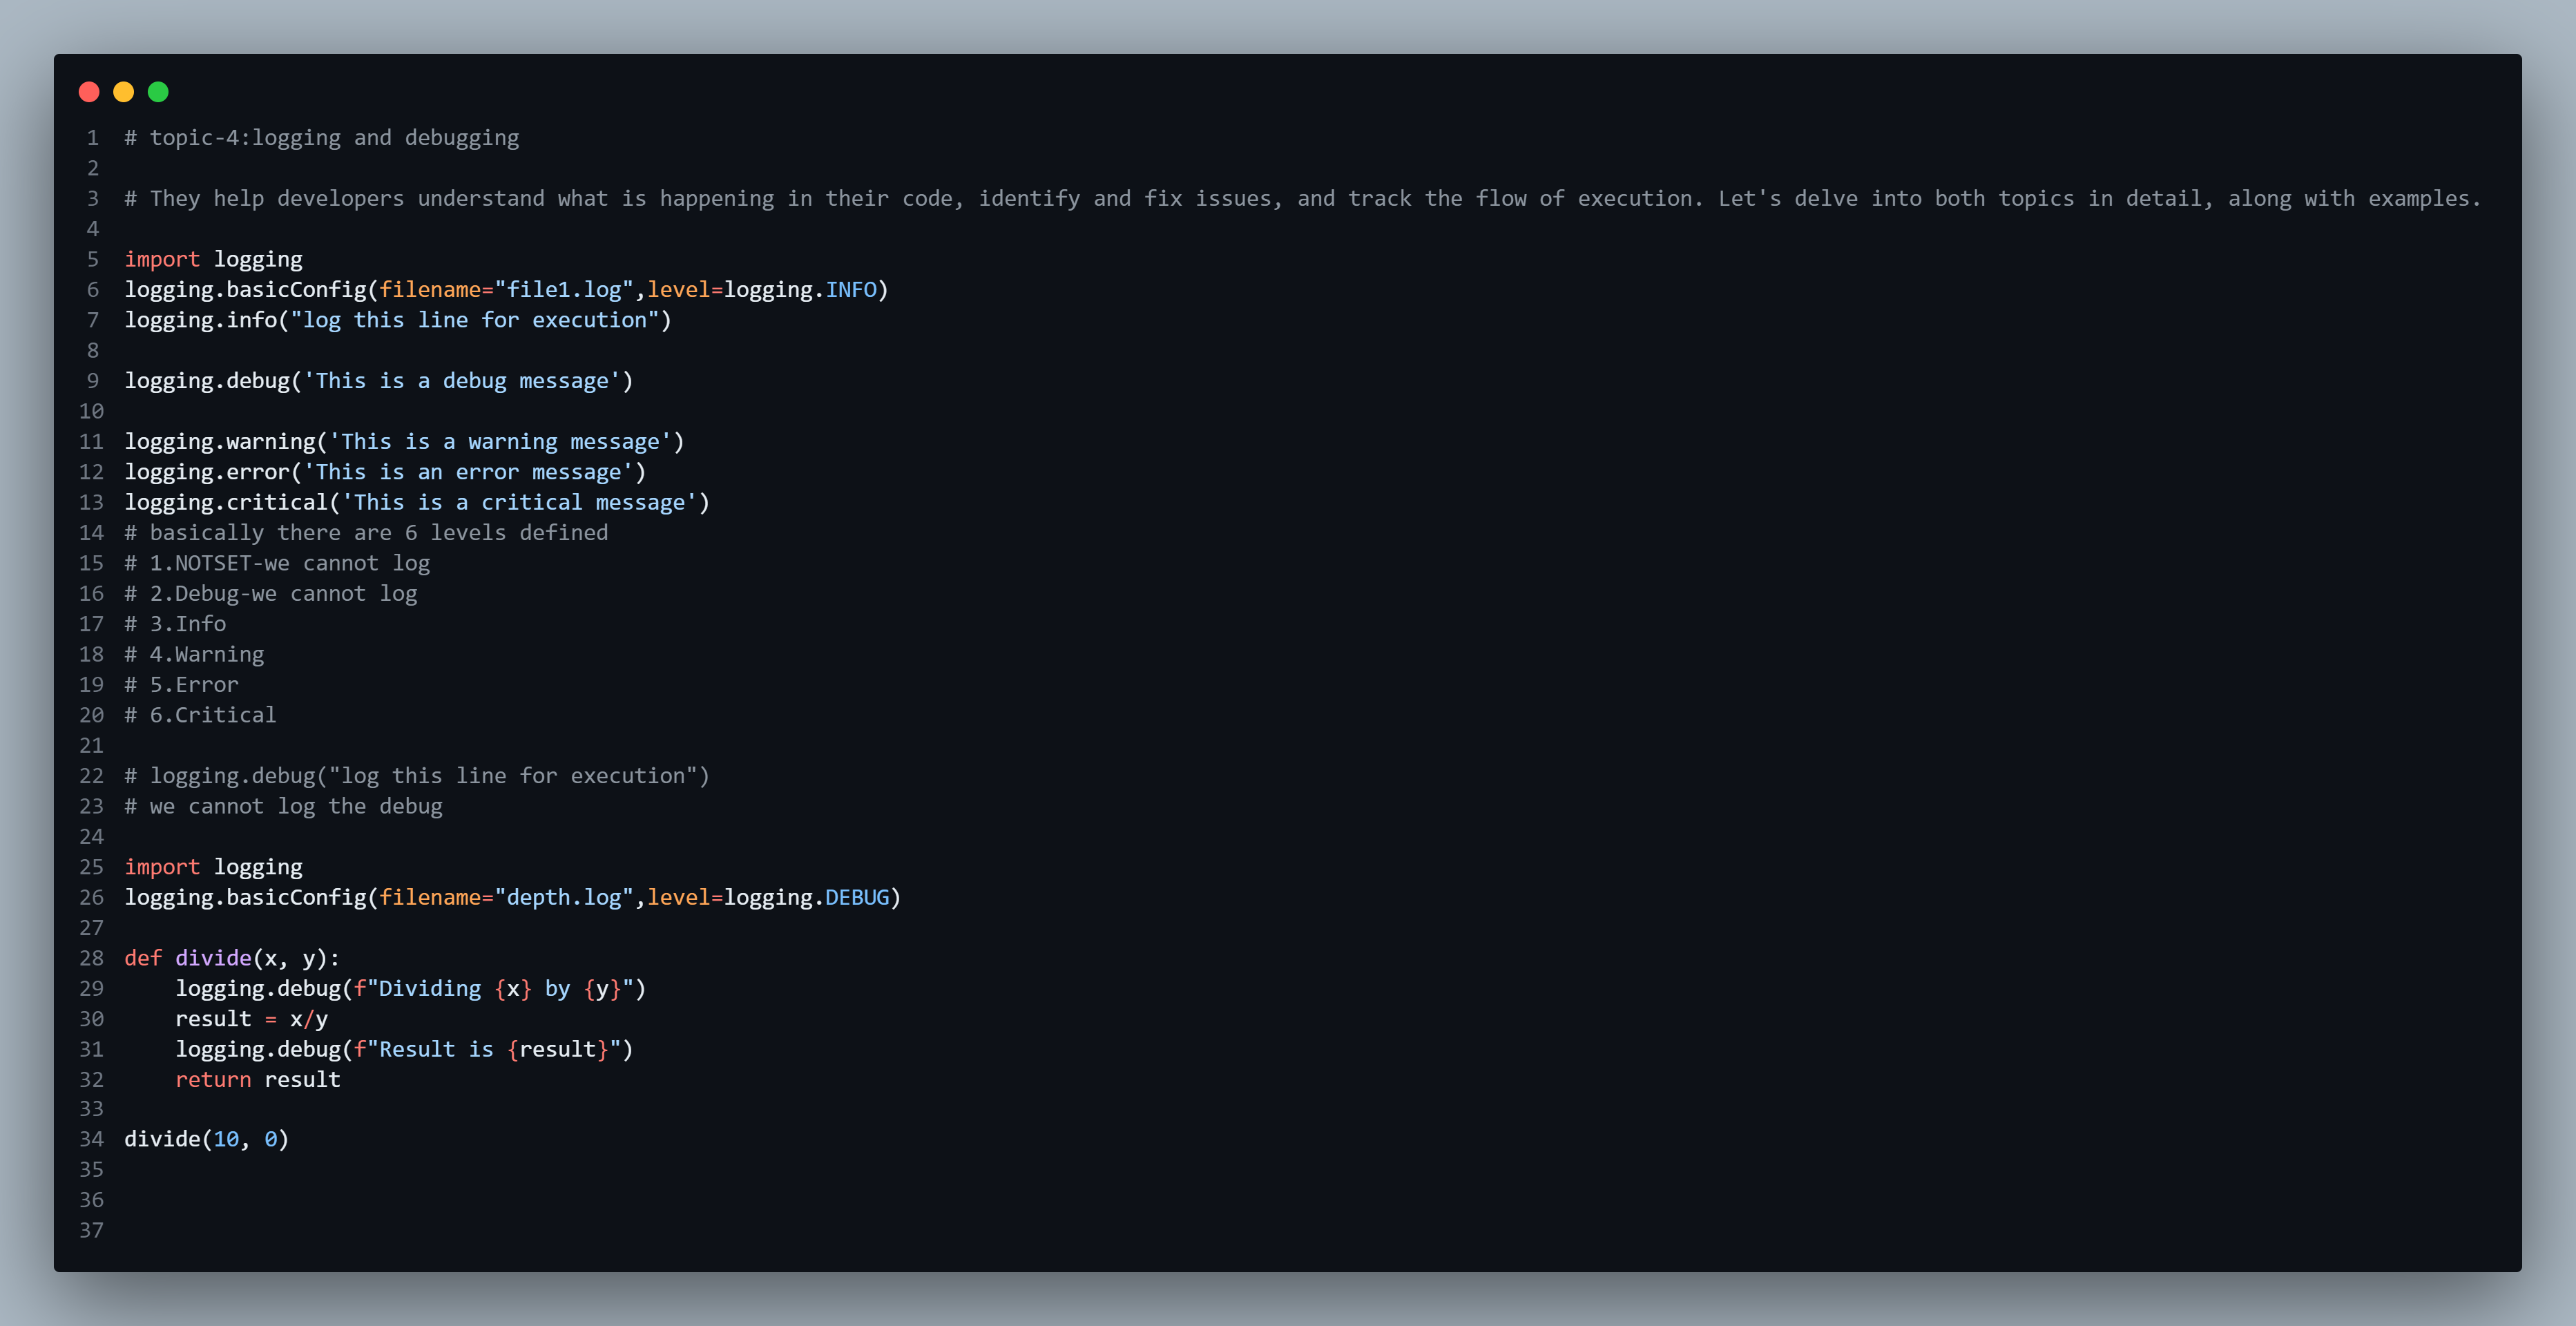 1 # topic-4:logging and debugging
2
3 # They help developers understand what is happening in their code, identify and fix issues, and track the flow of execution. Let's delve into both topics in detail, along with examples.
4
5 import logging
6 logging.basicConfig(filename="file1.log",level=logging.INFO)
7 logging.info("log this line for execution")
8
9 logging.debug('This is a debug message')
10
11 logging.warning('This is a warning message')
12 logging.error('This is an error message')
13 logging.critical('This is a critical message')
14 # basically there are 6 levels defined
15 # 1.NOTSET-we cannot log
16 # 2.Debug-we cannot log
17 # 3.Info
18 # 4.Warning
19 # 5.Error
20 # 6.Critical
21
22 # logging.debug("log this line for execution")
23 # we cannot log the debug
24
25 import logging
26 logging.basicConfig(filename="depth.log",level=logging.DEBUG)
27
28 def divide(x, y):
29     logging.debug(f"Dividing {x} by {y}")
30     result = x/y
31     logging.debug(f"Result is {result}")
32     return result
33
34 divide(10, 0)
35
36
37